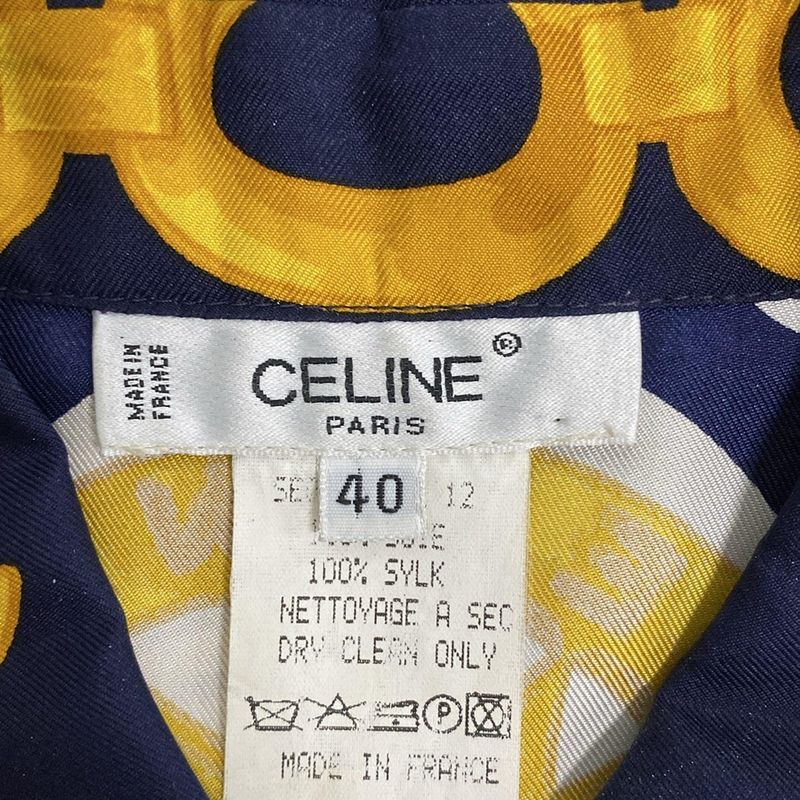 MADE IN
FRANCE
CELINE®
PARIS
40
12
100% SYLK
NETTOYAGE A SEC
DRY CLEAN ONLY
P
MADE IN FRANCE